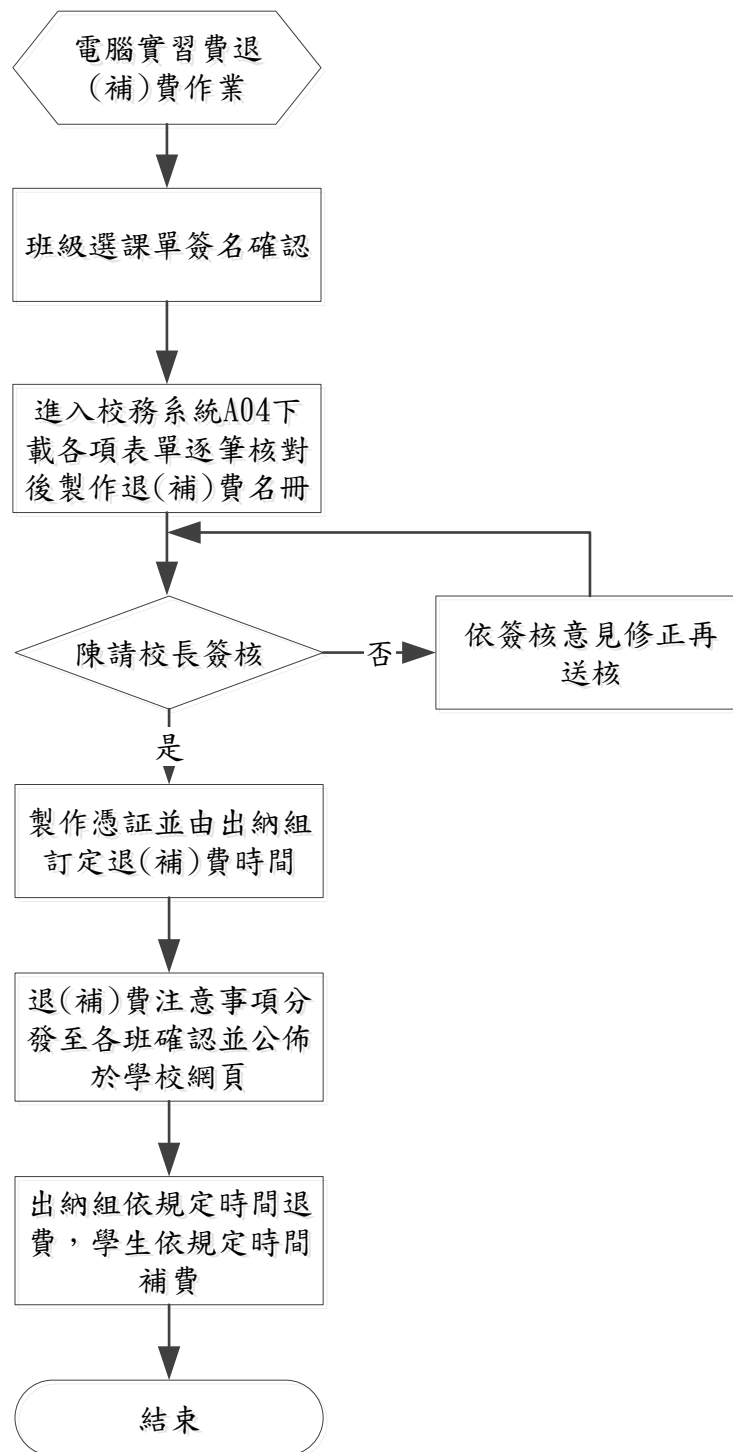 電腦實習費退
(補)費作業
班級選課單簽名確認
進入校務系統A04下
載各項表單逐筆核對
後製作退(補)費名冊
陳請校長簽核
否
依簽核意見修正再
送核
是
製作憑証並由出納組
訂定退(補)費時間
退(補)費注意事項分
發至各班確認並公佈
於學校網頁
出納組依規定時間退
費，學生依規定時間
補費
結束